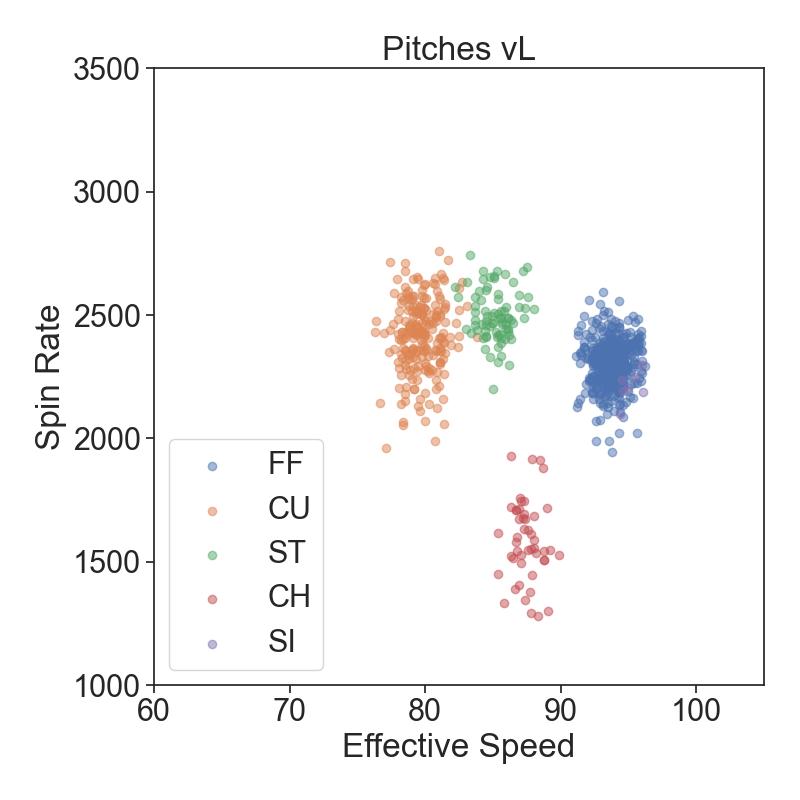 Pitches vL
3500
3000
2500
2000
1500
1000
Spin Rate
FF
CU
ST
CH
SI
60 70 80 90 100
Effective Speed